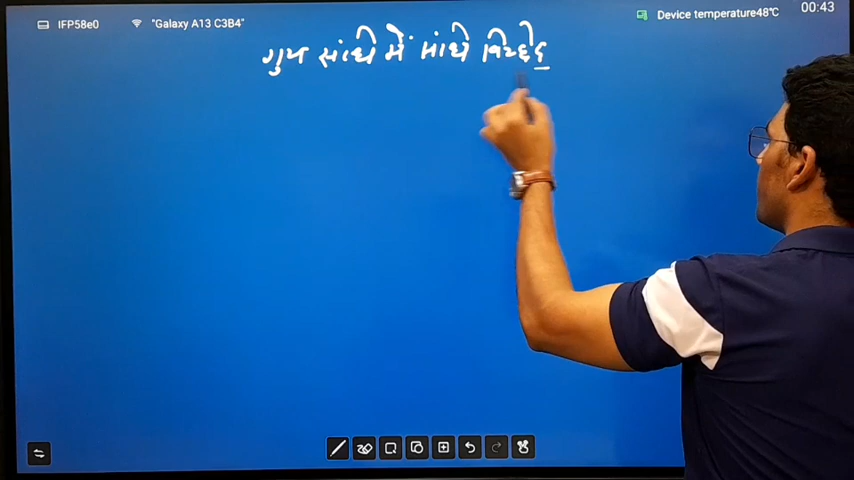 IFP58e0 "Galaxy A13 C3B4" Device temperature48℃ 00:43
गुण संधि में संधि विच्छेद